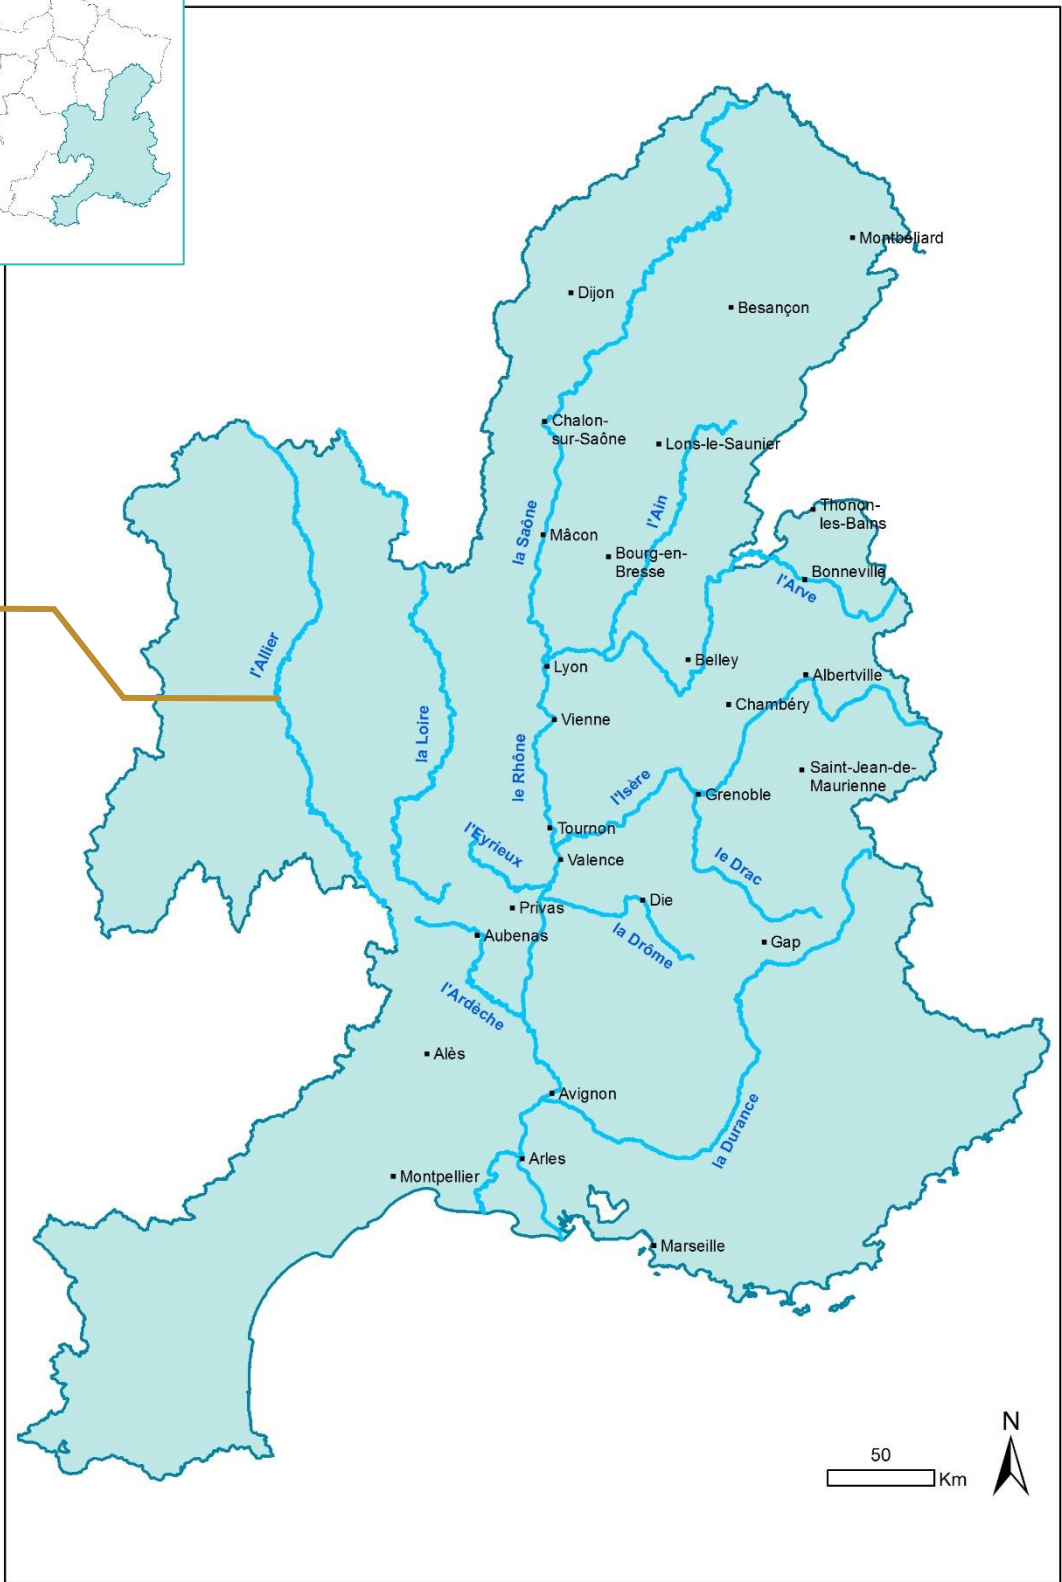 Montbéliard
Dijon
Besançon
Chalon-
sur-Saône
Lons-le-Saunier
l'Ain
Thonon-
les-Bains
la Saône
Mâcon
Bourg-en-
Bresse
Bonneville
l'Arve
l'Allier
Lyon
Belley
Albertville
Chambéry
Vienne
la Loire
le Rhône
Saint-Jean-de-
Maurienne
l'Isère
Grenoble
Tournon
l'Eyrieux
Valence
le Drac
Die
Privas
Aubenas
la Drôme
Gap
l'Ardèche
Alès
Avignon
la Durance
Arles
Montpellier
Marseille
N
50
Km